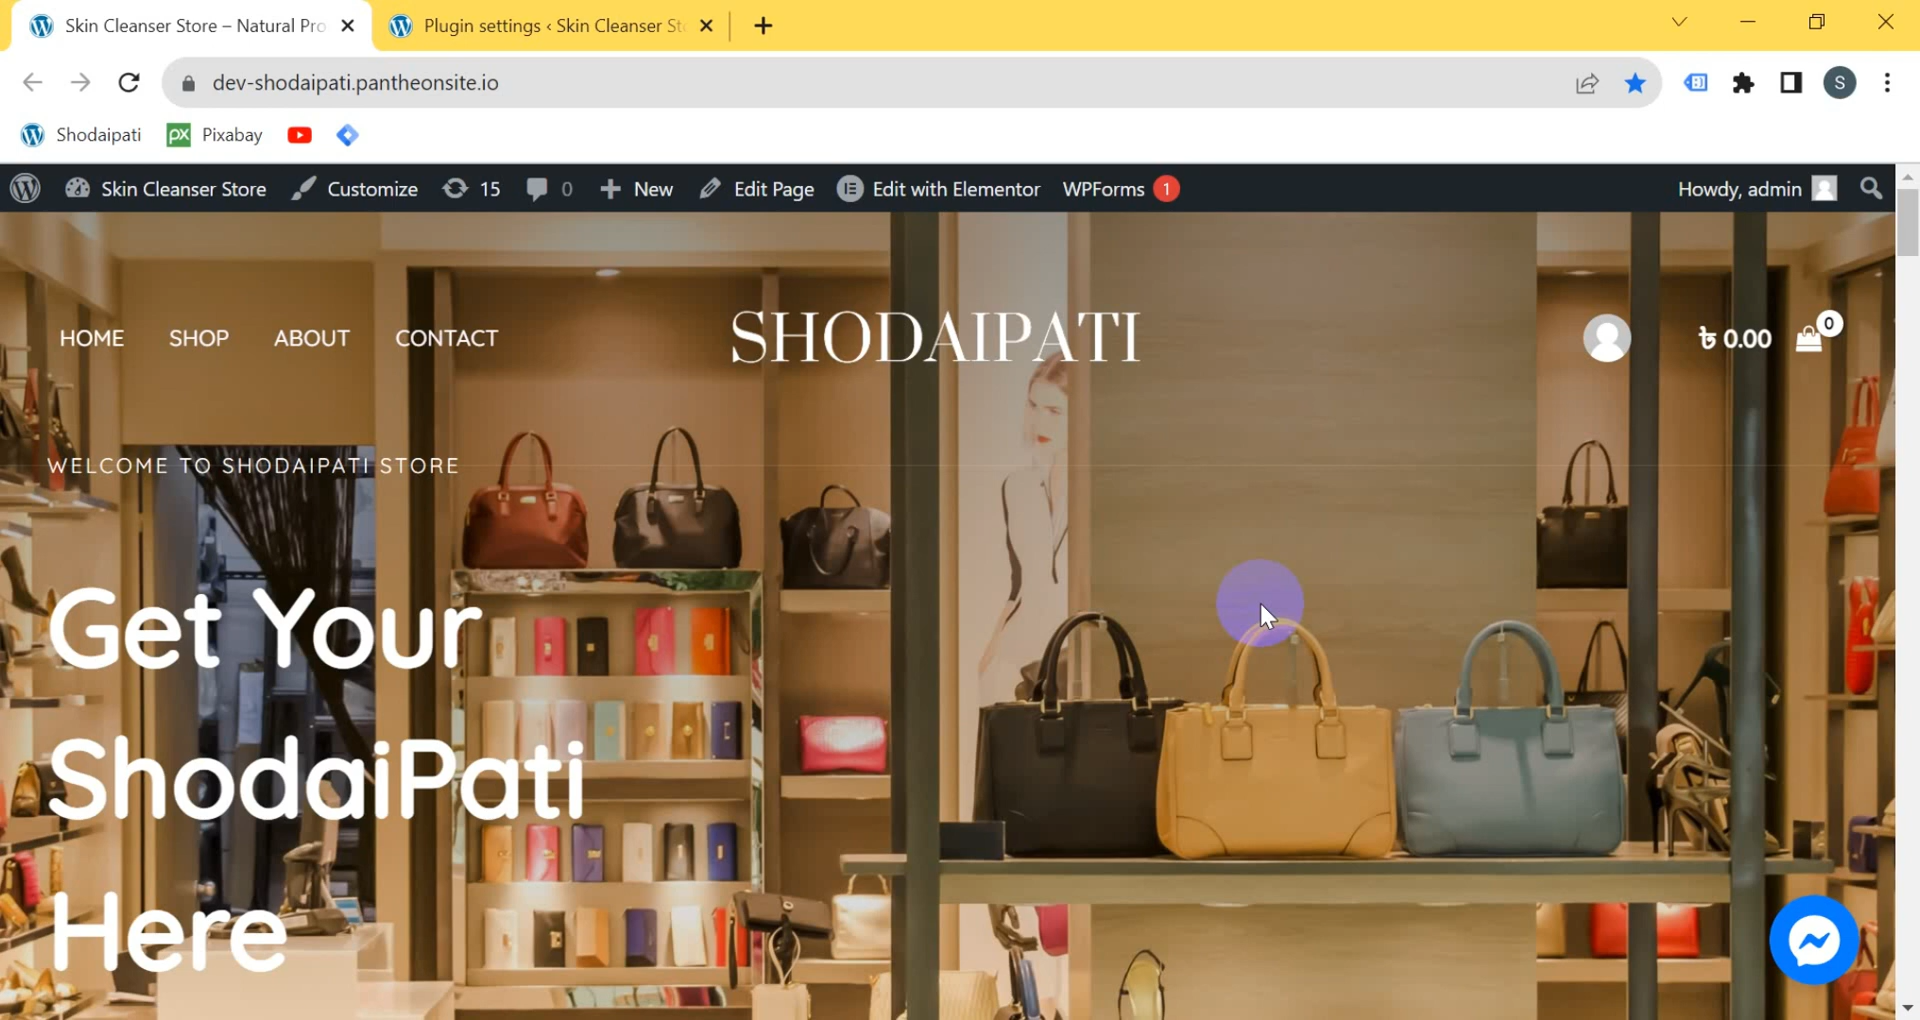 Skin Cleanser Store – Natural Pro
Plugin settings ‹ Skin Cleanser St
dev-shodaipati.pantheonsite.io
S
Shodaipati
px Pixabay
Skin Cleanser Store
Customize
15
0
New
Edit Page
Edit with Elementor
WPForms 1
Howdy, admin
HOME
SHOP
ABOUT
CONTACT
SHODAIPATI
৳ 0.00
0
WELCOME TO SHODAIPATI STORE
Get Your
ShodaiPati
Here